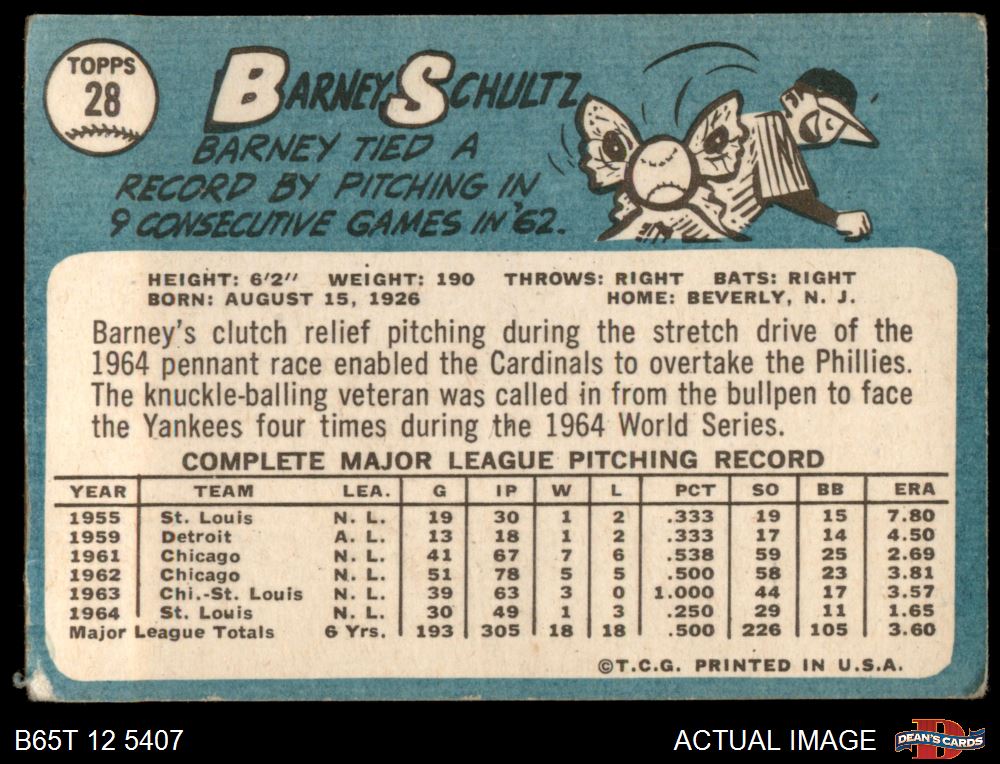 TOPPS
28
BARNEY SCHULTZ
BARNEY TIED A
RECORD BY PITCHING IN
9 CONSECUTIVE GAMES IN '62.
HEIGHT: 6'2" WEIGHT: 190 THROWS: RIGHT BATS: RIGHT
BORN: AUGUST 15, 1926 HOME: BEVERLY, N. J.
Barney's clutch relief pitching during the stretch drive of the
1964 pennant race enabled the Cardinals to overtake the Phillies.
The knuckle-balling veteran was called in from the bullpen to face
the Yankees four times during the 1964 World Series.
COMPLETE MAJOR LEAGUE PITCHING RECORD
YEAR TEAM LEA. G IP W L PCT SO BB ERA
1955 St. Louis N. L. 19 30 1 2 .333 19 15 7.80
1959 Detroit A. L. 13 18 1 2 .333 17 14 4.50
1961 Chicago N. L. 41 67 7 6 .538 59 25 2.69
1962 Chicago N. L. 51 78 5 5 .500 58 23 3.81
1963 Chi.-St. Louis N. L. 39 63 3 0 1.000 44 17 3.57
1964 St. Louis N. L. 30 49 1 3 .250 29 11 1.65
Major League Totals 6 Yrs. 193 305 18 18 .500 226 105 3.60
©T.C.G. PRINTED IN U.S.A.
B65T 12 5407 ACTUAL IMAGE
DEAN'S CARDS